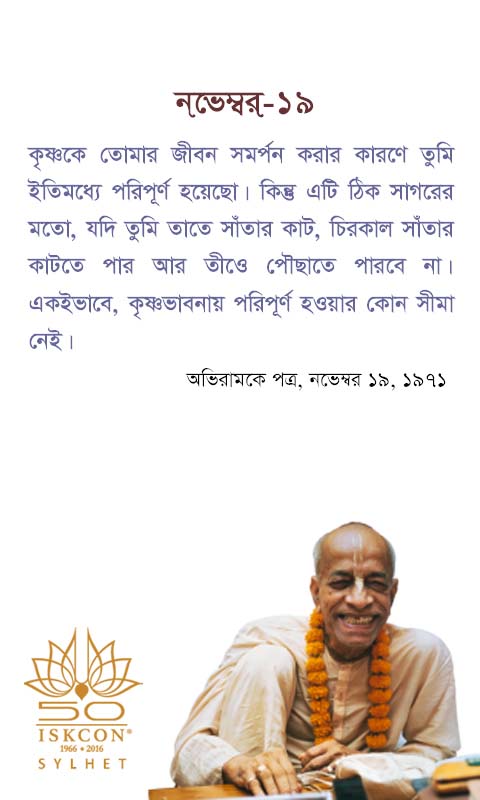 নভেম্বর-১৯
কৃষ্ণকে তোমার জীবন সমর্পন করার কারণে তুমি
ইতিমধ্যে পরিপূর্ণ হয়েছো। কিন্তু এটি ঠিক সাগরের
মতো, যদি তুমি তাতে সাঁতার কাট, চিরকাল সাঁতার
কাটতে পার আর তীওে পৌছাতে পারবে না।
একইভাবে, কৃষ্ণভাবনায় পরিপূর্ণ হওয়ার কোন সীমা
নেই।
অভিরামকে পত্র, নভেম্বর ১৯, ১৯৭১
50
ISKCON®
1966 • 2016
SYLHET